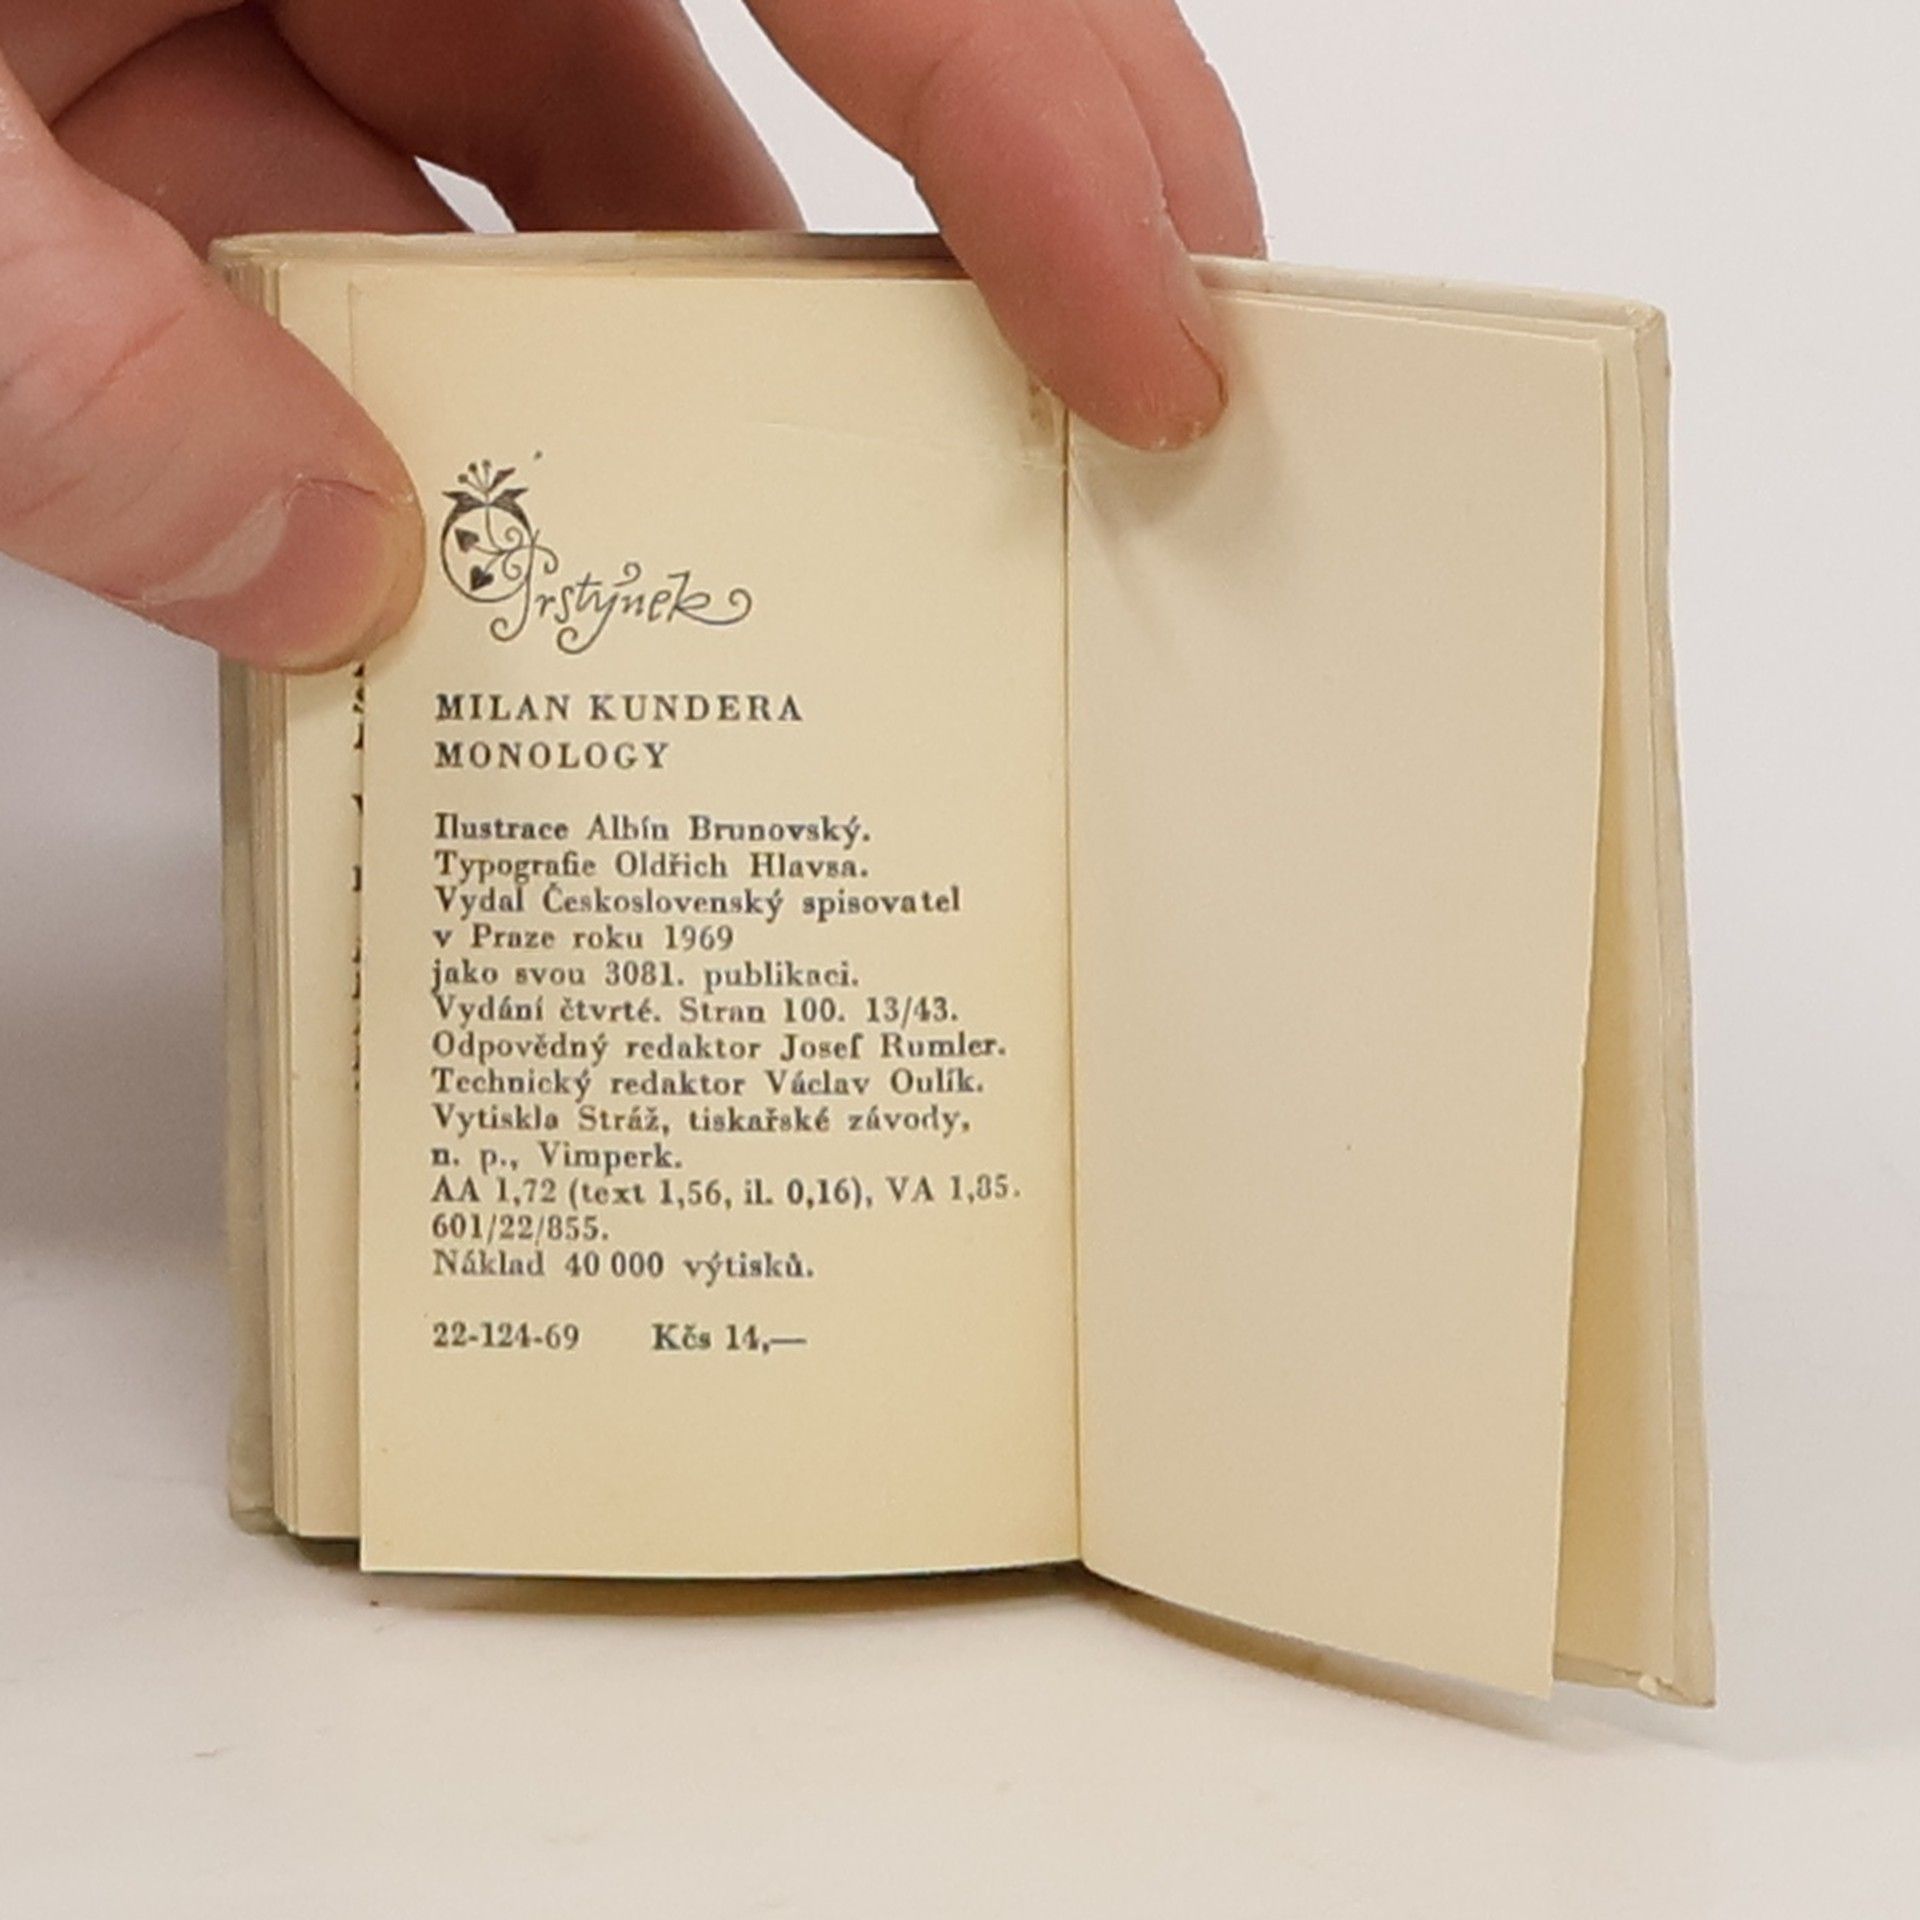 Prstýnek
MILAN KUNDERA
MONOLOGY
Ilustrace Albín Brunovský.
Typografie Oldřich Hlavsa.
Vydal Československý spisovatel
v Praze roku 1969
jako svou 3081. publikaci.
Vydání čtvrté. Stran 100. 13/43.
Odpovědný redaktor Josef Rumler.
Technický redaktor Václav Oulík.
Vytiskla Stráž, tiskařské závody,
n. p., Vimperk.
AA 1,72 (text 1,56, il. 0,16), VA 1,85.
601/22/855.
Náklad 40 000 výtisků.
22-124-69 Kčs 14,—